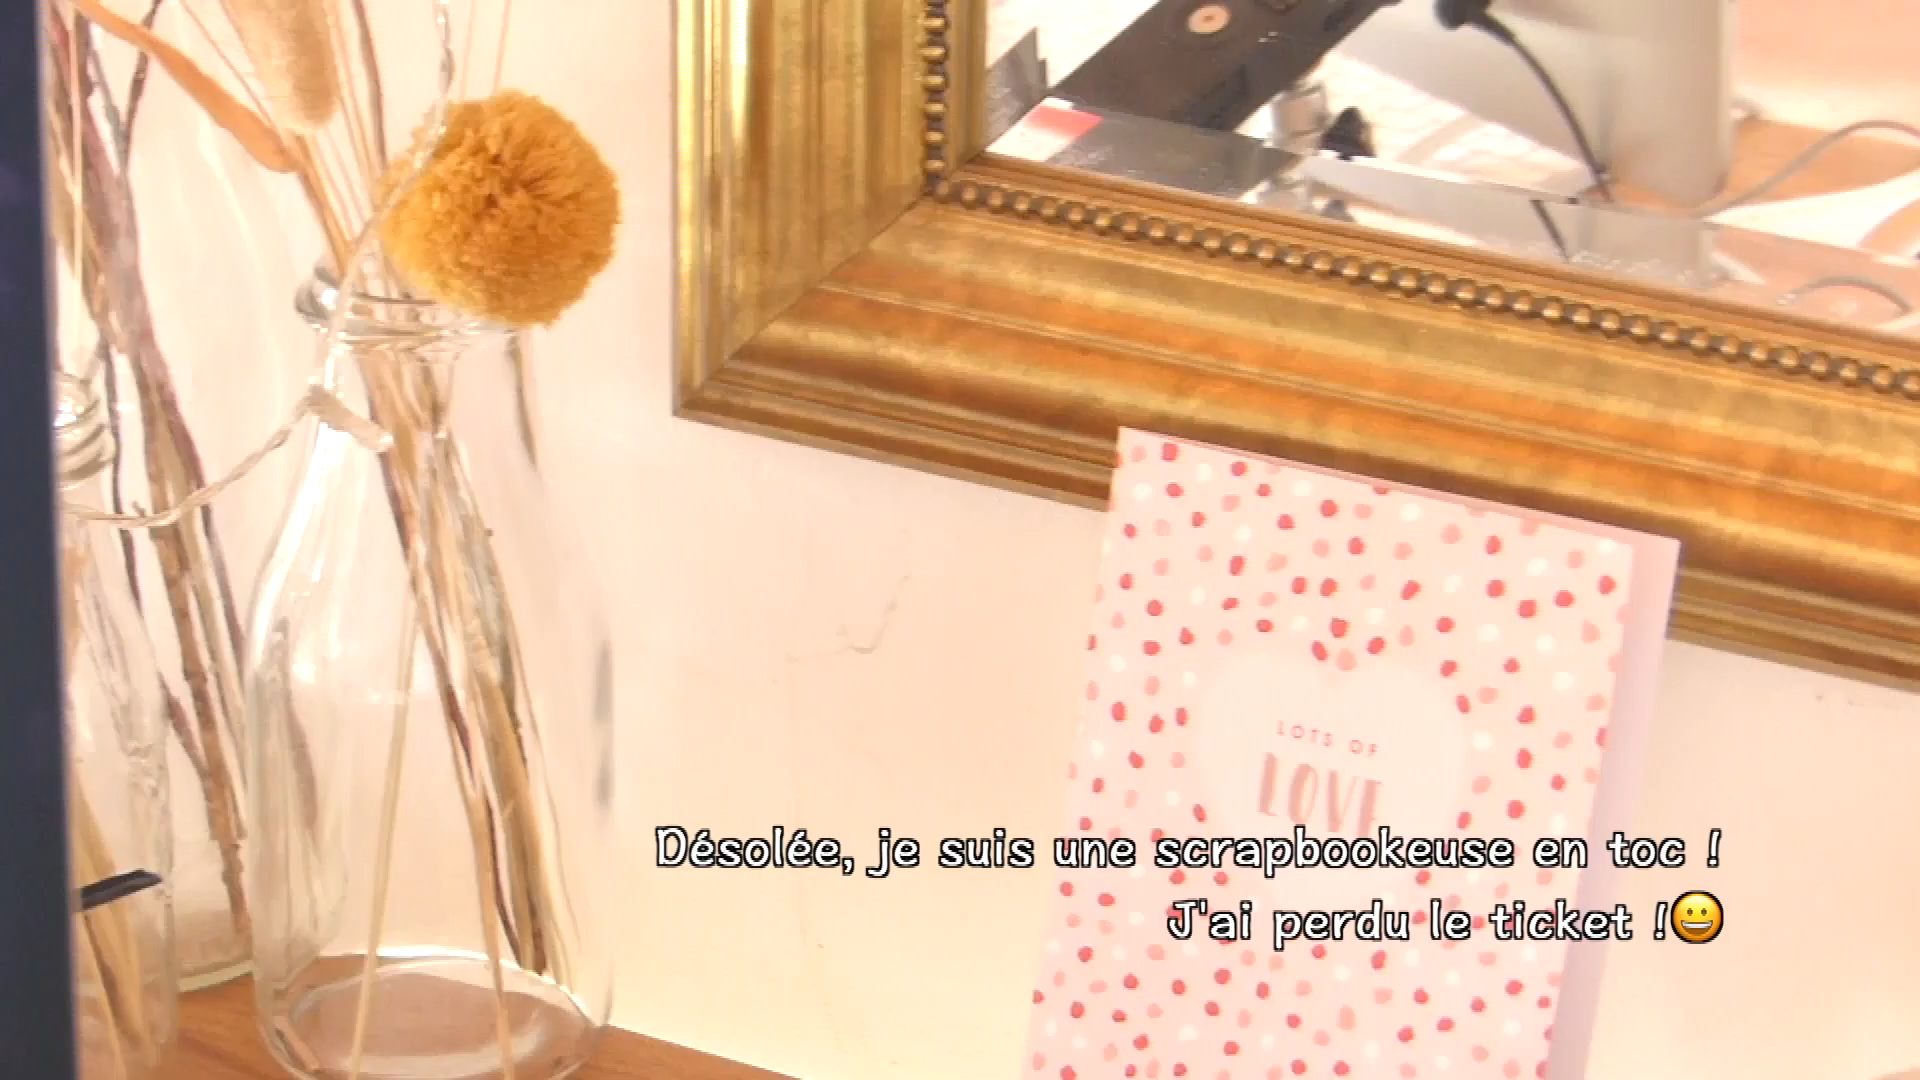 LOTS OF
LOVE
Désolée, je suis une scrapbookeuse en toc !
J'ai perdu le ticket !😀